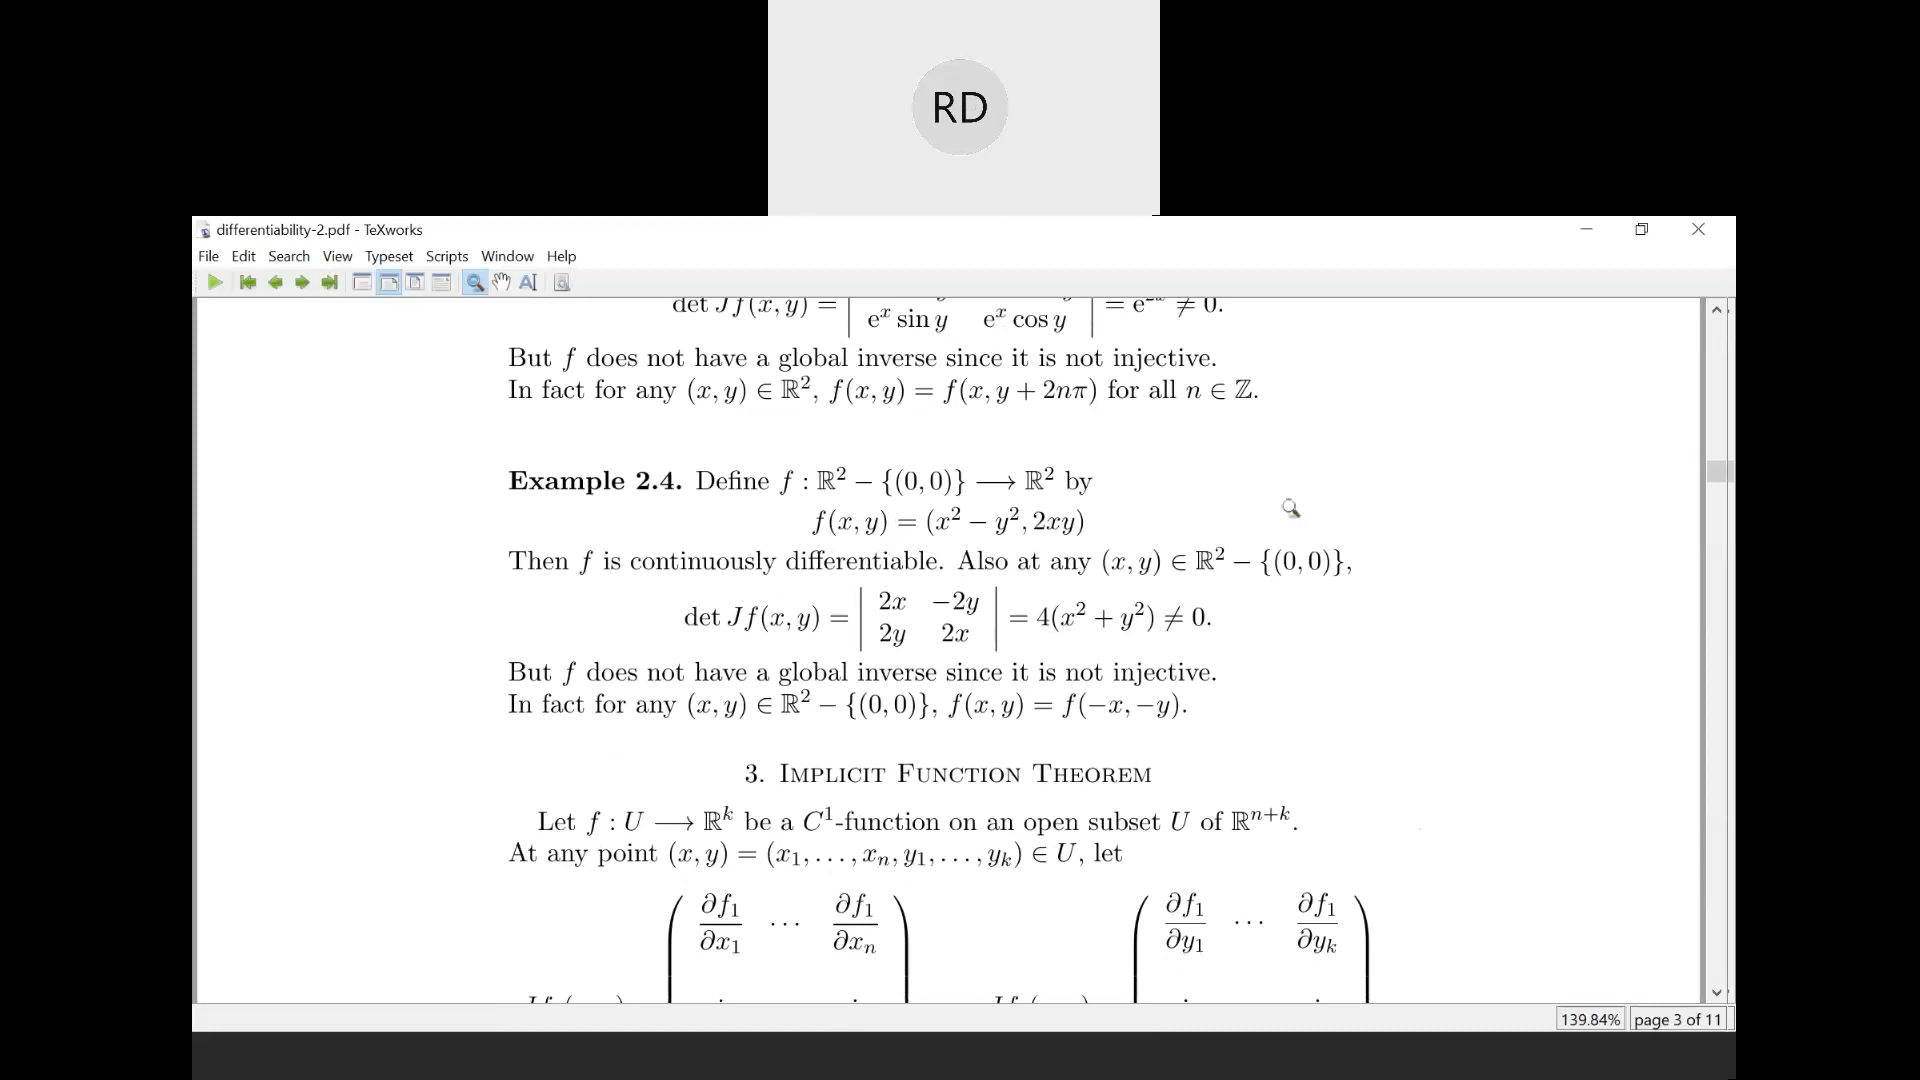 RD
differentiability-2.pdf - TeXworks
File Edit Search View Typeset Scripts Window Help
det Jf(x, y) = | e^x sin y e^x cos y | = e^{2x} ≠ 0.
But f does not have a global inverse since it is not injective.
In fact for any (x, y) ∈ ℝ², f(x, y) = f(x, y + 2nπ) for all n ∈ ℤ.
Example 2.4. Define f : ℝ² − {(0, 0)} ⟶ ℝ² by
f(x, y) = (x² − y², 2xy)
Then f is continuously differentiable. Also at any (x, y) ∈ ℝ² − {(0, 0)},
det Jf(x, y) = | 2x −2y
2y 2x | = 4(x² + y²) ≠ 0.
But f does not have a global inverse since it is not injective.
In fact for any (x, y) ∈ ℝ² − {(0, 0)}, f(x, y) = f(−x, −y).
3. Implicit Function Theorem
Let f : U ⟶ ℝ^k be a C¹-function on an open subset U of ℝ^{n+k}.
At any point (x, y) = (x₁, . . . , xₙ, y₁, . . . , yₖ) ∈ U, let
∂f₁/∂x₁ ··· ∂f₁/∂xₙ ∂f₁/∂y₁ ··· ∂f₁/∂yₖ
139.84% page 3 of 11